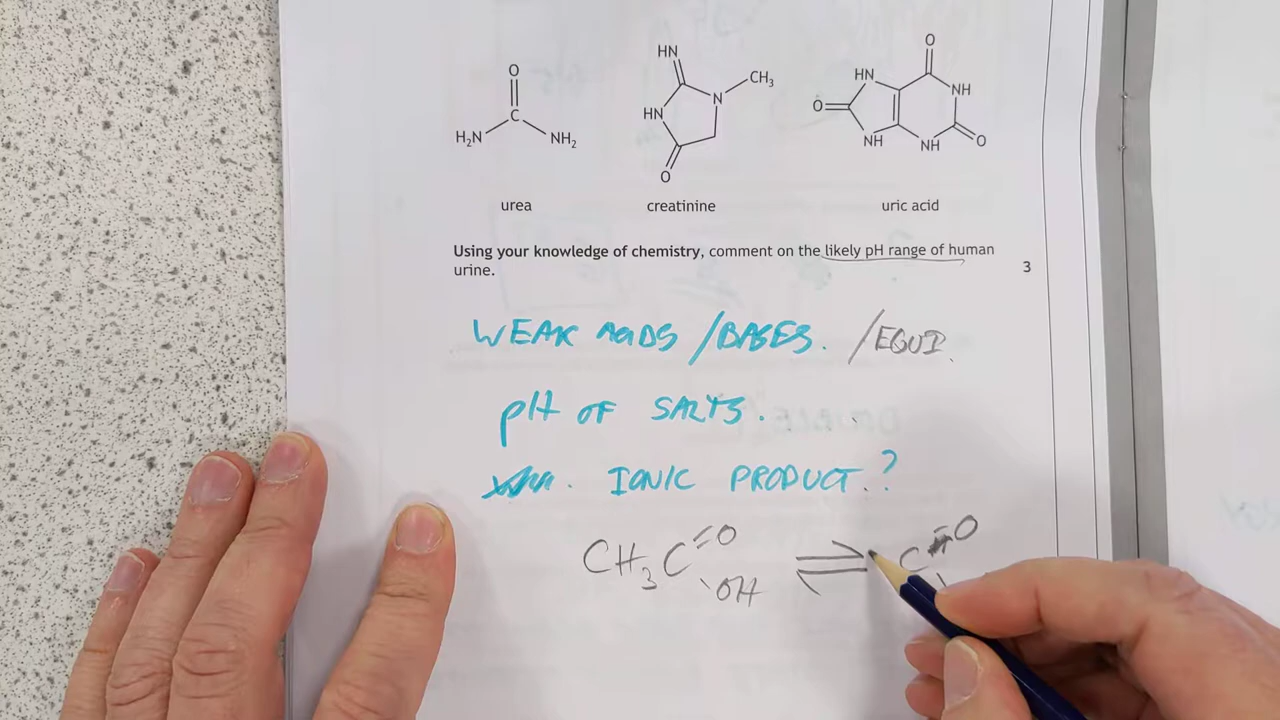 O
C
H₂N
NH₂
HN
CH₃
N
HN
O
O
HN
NH
O
NH
NH
O
urea
creatinine
uric acid
Using your knowledge of chemistry, comment on the likely pH range of human
urine.
3
WEAK ACIDS /BASES. /EQUI.
pH OF SALTS.
IONIC PRODUCT.?
CH₃C=O
OH
⇌
C=O